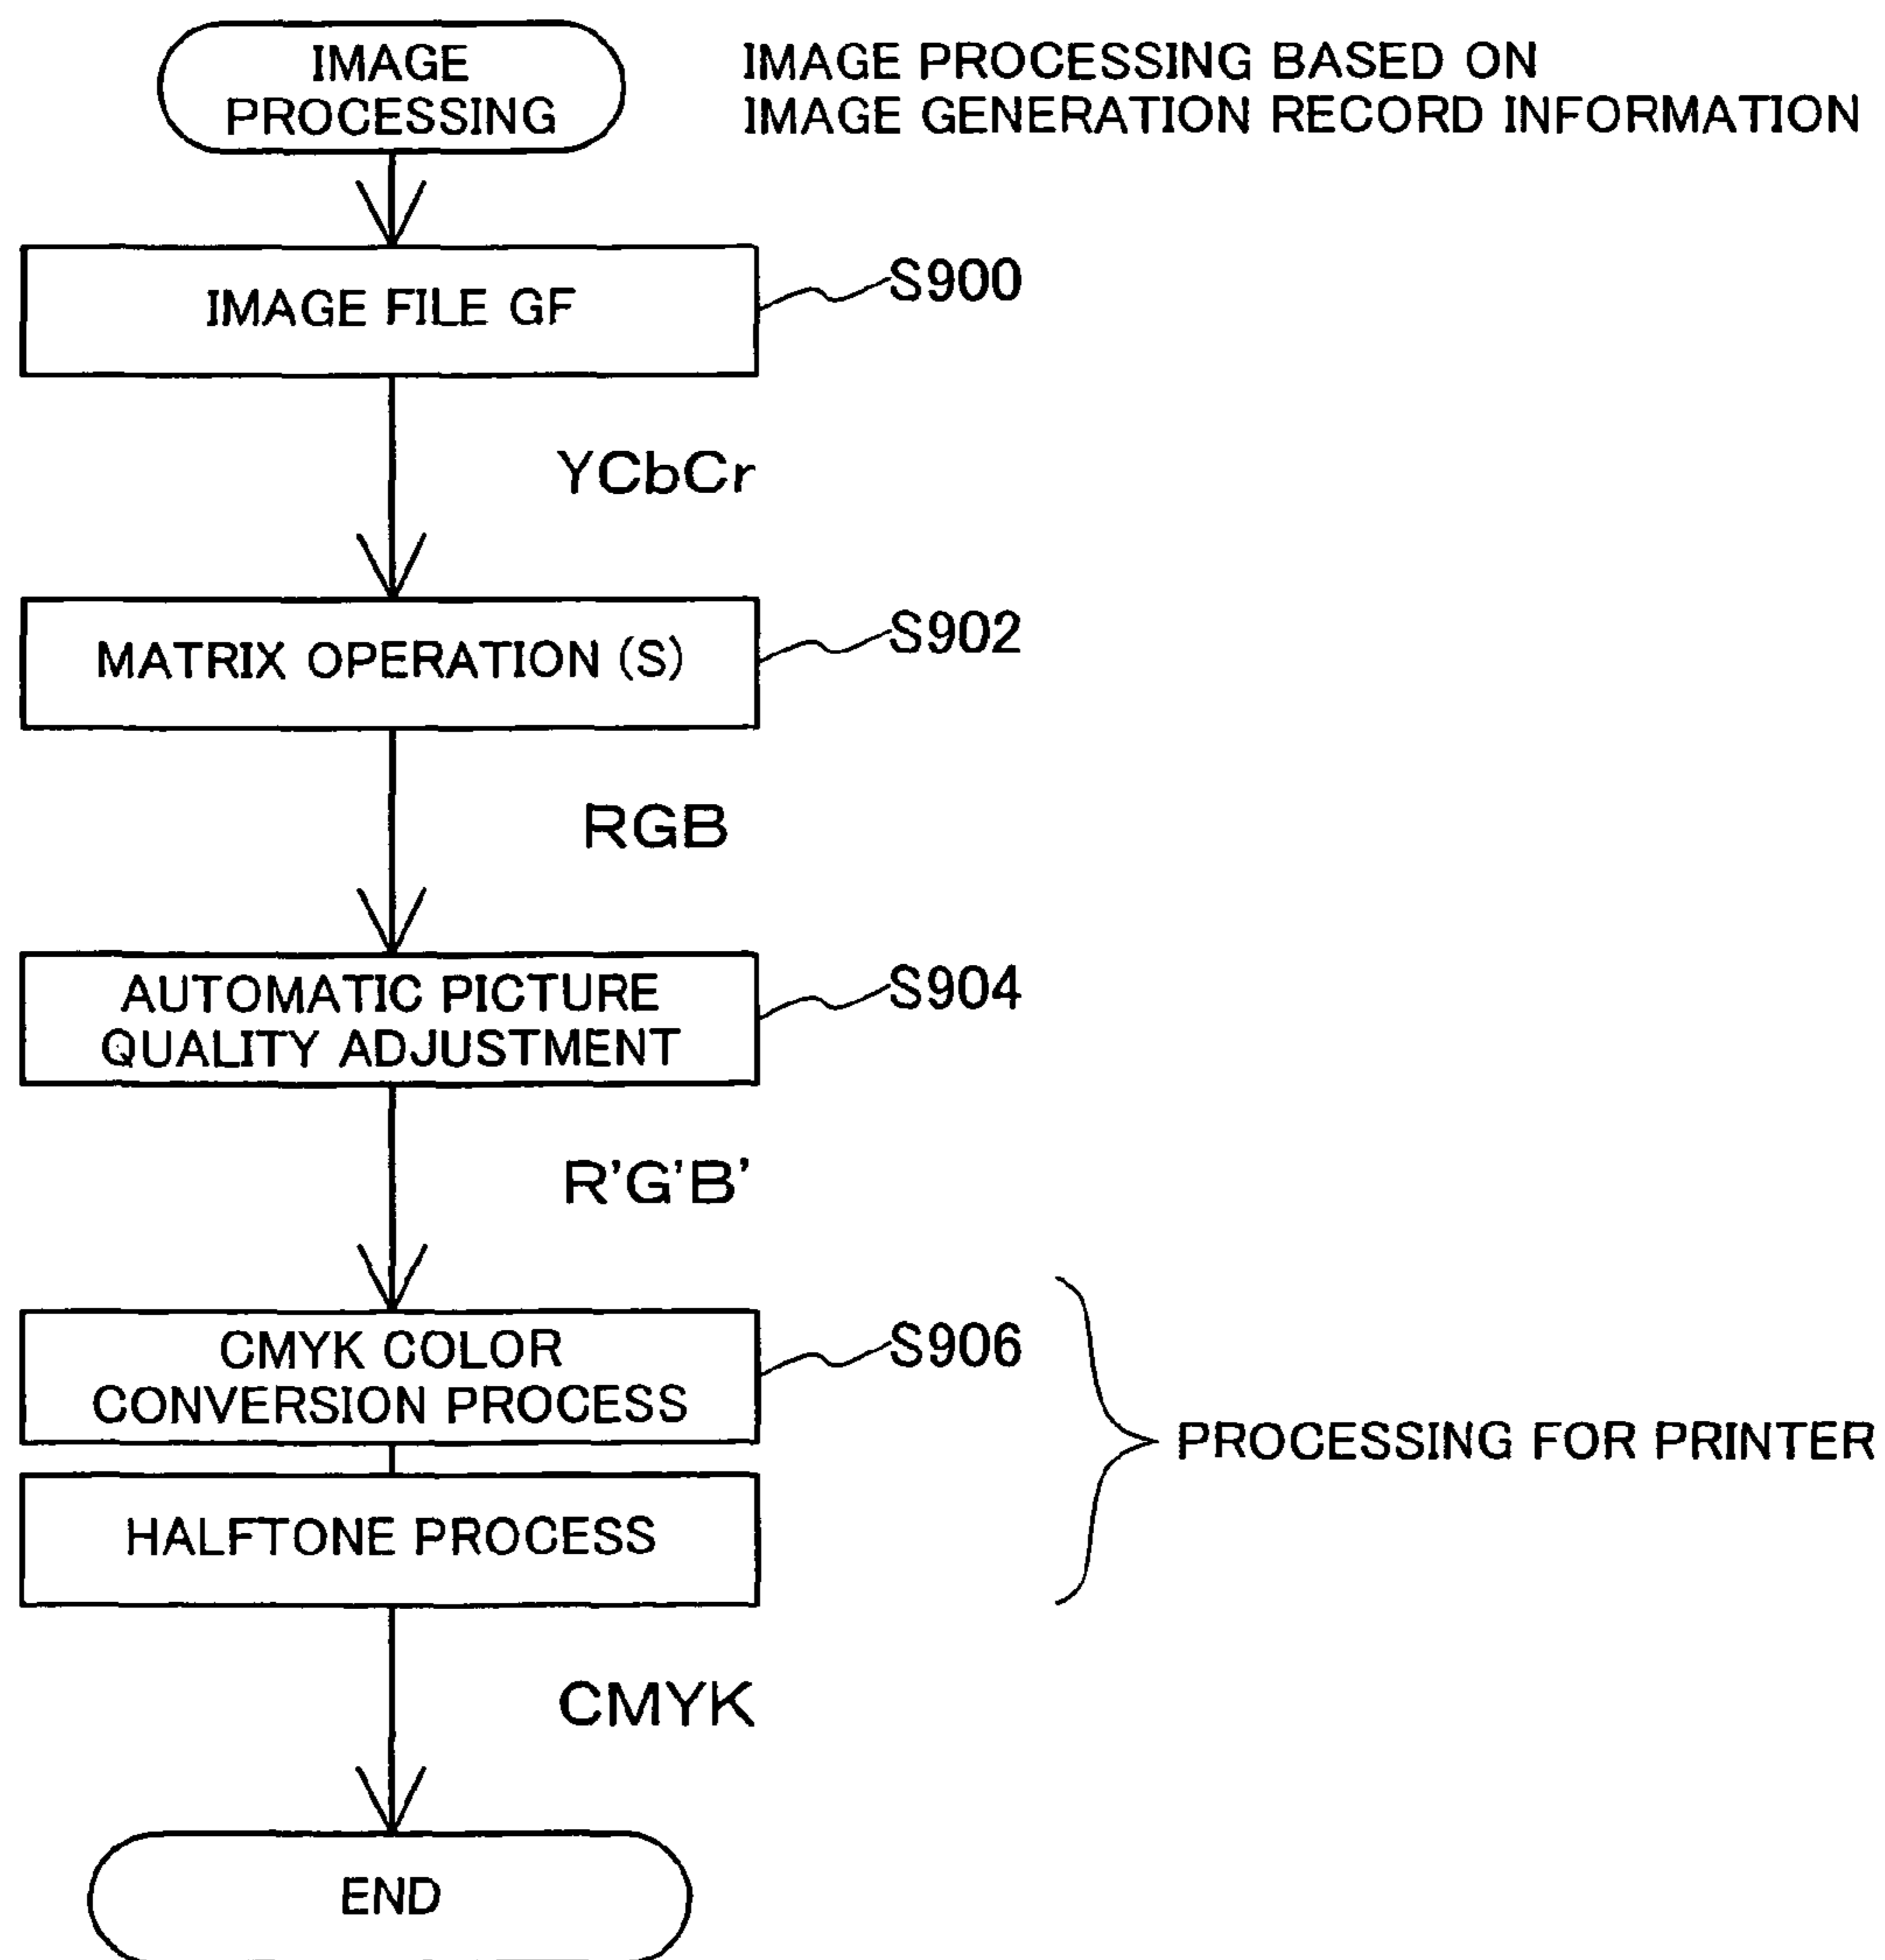 IMAGE
PROCESSING
IMAGE PROCESSING BASED ON
IMAGE GENERATION RECORD INFORMATION
IMAGE FILE GF
S900
YCbCr
MATRIX OPERATION (S)
S902
RGB
AUTOMATIC PICTURE
QUALITY ADJUSTMENT
S904
R'G'B'
CMYK COLOR
CONVERSION PROCESS
S906
HALFTONE PROCESS
PROCESSING FOR PRINTER
CMYK
END